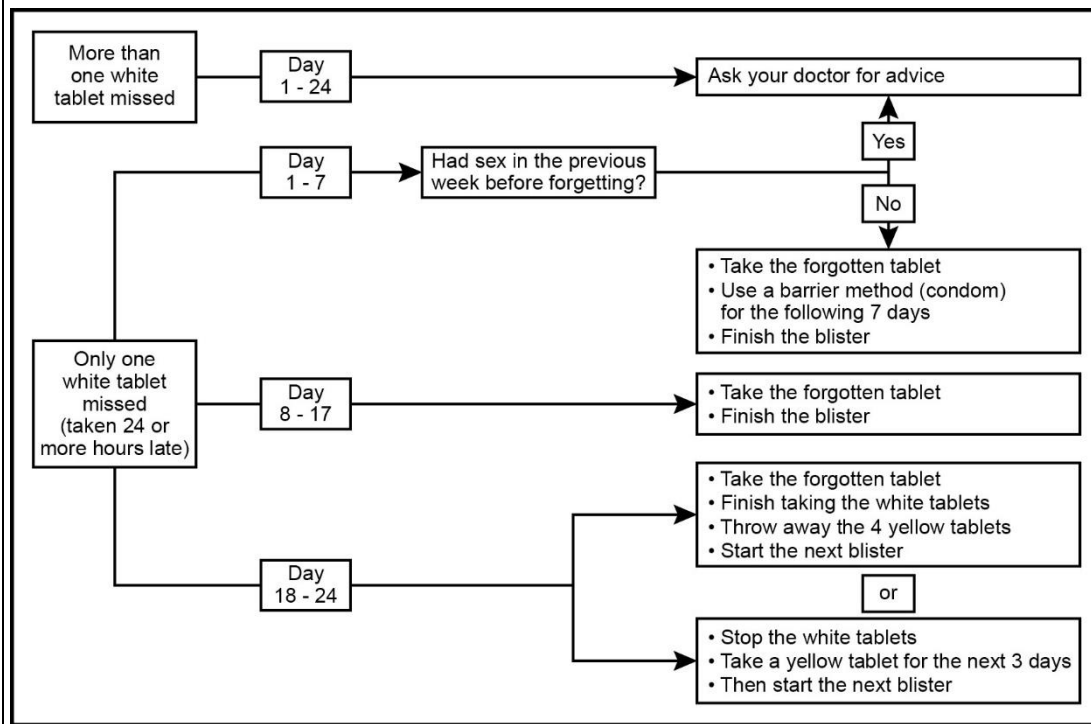 More than
one white
tablet missed
Day
1 - 24
Ask your doctor for advice
Yes
Day
1 - 7
Had sex in the previous
week before forgetting?
No
• Take the forgotten tablet
• Use a barrier method (condom)
for the following 7 days
• Finish the blister
Only one
white tablet
missed
(taken 24 or
more hours late)
Day
8 - 17
• Take the forgotten tablet
• Finish the blister
Day
18 - 24
• Take the forgotten tablet
• Finish taking the white tablets
• Throw away the 4 yellow tablets
• Start the next blister
or
• Stop the white tablets
• Take a yellow tablet for the next 3 days
• Then start the next blister